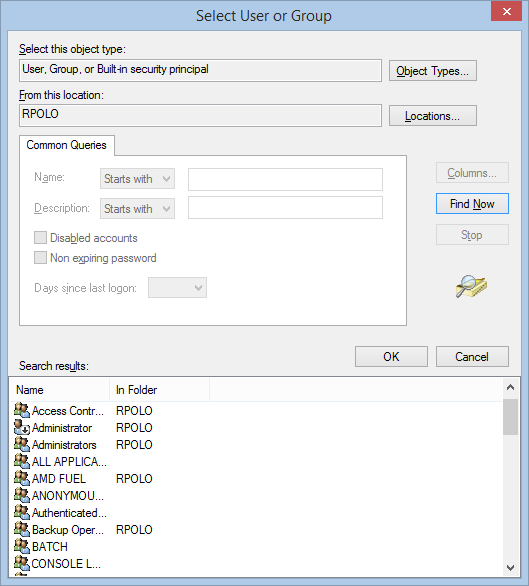 Select User or Group
Select this object type:
User, Group, or Built-in security principal
Object Types...
From this location:
RPOLO
Locations...
Common Queries
Name: Starts with
Columns...
Description: Starts with
Find Now
Disabled accounts
Stop
Non expiring password
Days since last logon:
OK
Cancel
Search results:
Name In Folder
Access Contr... RPOLO
Administrator RPOLO
Administrators RPOLO
ALL APPLICA...
AMD FUEL RPOLO
ANONYMOU...
Authenticated...
Backup Oper... RPOLO
BATCH
CONSOLE L...